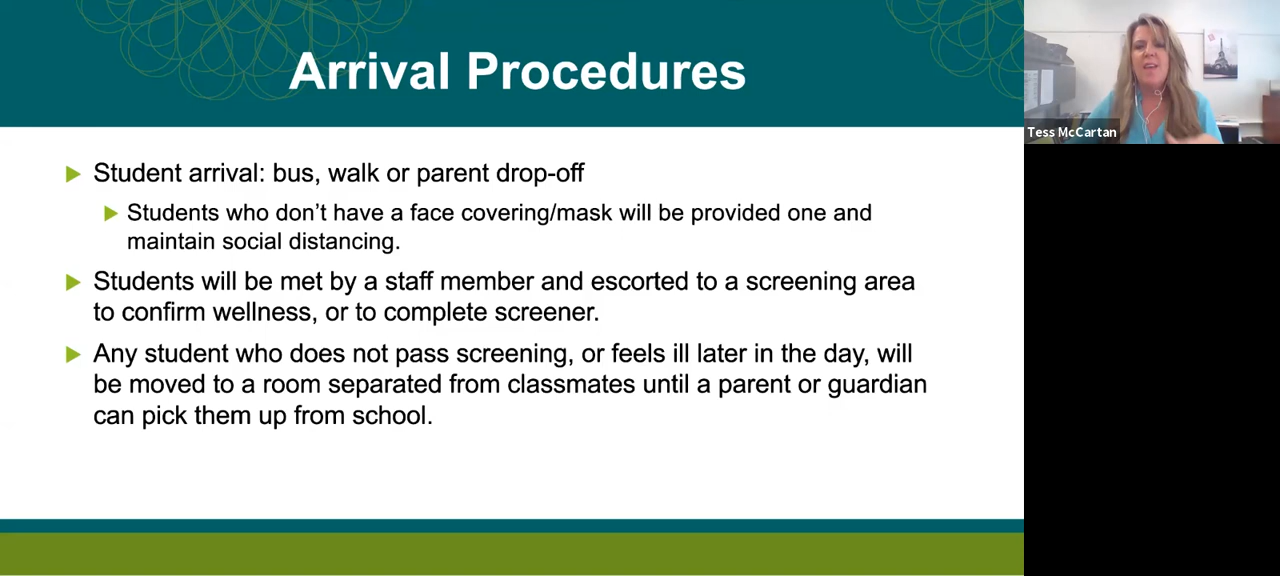 Arrival Procedures
Tess McCartan
Student arrival: bus, walk or parent drop-off
Students who don’t have a face covering/mask will be provided one and
maintain social distancing.
Students will be met by a staff member and escorted to a screening area
to confirm wellness, or to complete screener.
Any student who does not pass screening, or feels ill later in the day, will
be moved to a room separated from classmates until a parent or guardian
can pick them up from school.